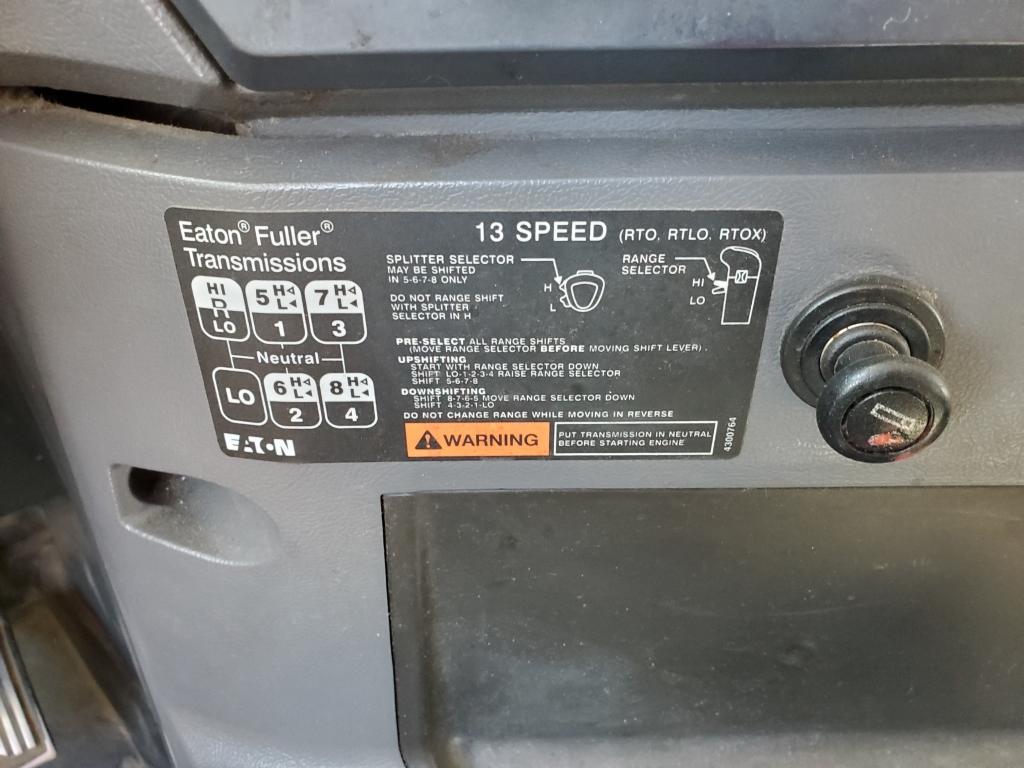 Eaton® Fuller®
Transmissions
13 SPEED (RTO, RTLO, RTOX)
HI
R
LO
5 H L
1
7 H L
3
Neutral
LO
6 H L
2
8 H L
4
EATON
SPLITTER SELECTOR
MAY BE SHIFTED
IN 5-6-7-8 ONLY
DO NOT RANGE SHIFT
WITH SPLITTER
SELECTOR IN H
H
L
RANGE
SELECTOR
HI
LO
PRE-SELECT ALL RANGE SHIFTS
(MOVE RANGE SELECTOR BEFORE MOVING SHIFT LEVER).
UPSHIFTING
START WITH RANGE SELECTOR DOWN
SHIFT LO-1-2-3-4 RAISE RANGE SELECTOR
SHIFT 5-6-7-8
DOWNSHIFTING
SHIFT 8-7-6-5 MOVE RANGE SELECTOR DOWN
SHIFT 4-3-2-1-LO
DO NOT CHANGE RANGE WHILE MOVING IN REVERSE
WARNING
PUT TRANSMISSION IN NEUTRAL
BEFORE STARTING ENGINE
4300764